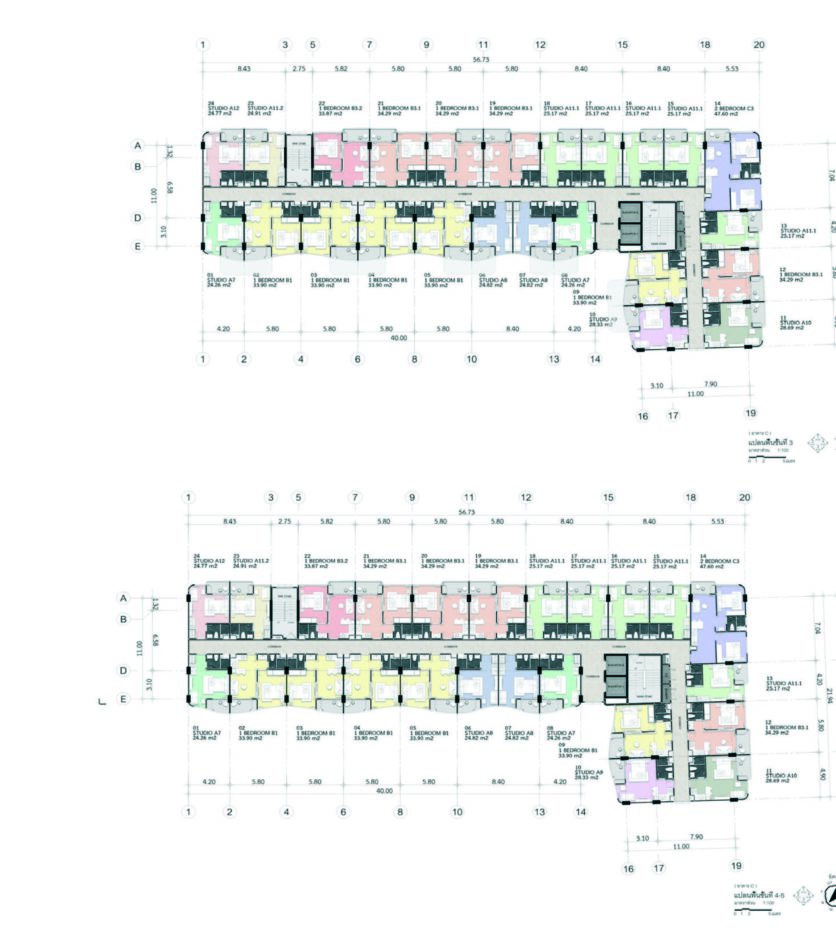 1 3 5 7 9 11 12 15 18 20
56.73
8.43 2.75 5.82 5.80 5.80 5.80 8.40 8.40 5.53
24 STUDIO A12 24.77 m2
23 STUDIO A11.2 24.91 m2
22 1 BEDROOM B3.2 33.87 m2
21 1 BEDROOM B3.1 34.29 m2
20 1 BEDROOM B3.1 34.29 m2
19 1 BEDROOM B3.1 34.29 m2
18 STUDIO A11.1 25.17 m2
17 STUDIO A11.1 25.17 m2
16 STUDIO A11.1 25.17 m2
15 STUDIO A11.1 25.17 m2
14 2 BEDROOM C3 47.60 m2
A
B
D
E
1.32
11.00
6.58
3.10
7.04
4.20
CORRIDOR
13 STUDIO A11.1 25.17 m2
12 1 BEDROOM B3.1 34.29 m2
11 STUDIO A10 28.69 m2
01 STUDIO A7 24.26 m2
02 1 BEDROOM B1 33.90 m2
03 1 BEDROOM B1 33.90 m2
04 1 BEDROOM B1 33.90 m2
05 1 BEDROOM B1 33.90 m2
06 STUDIO A8 24.82 m2
07 STUDIO A8 24.82 m2
08 STUDIO A7 24.26 m2
09 1 BEDROOM B1 33.90 m2
10 STUDIO A9 28.33 m2
4.20 5.80 5.80 5.80 5.80 8.40 4.20
40.00
1 2 4 6 8 10 13 14
3.10 7.90
11.00
16 17 19
(อาคาร C)
แปลนพื้นชั้นที่ 3
มาตราส่วน 1:100
1 3 5 7 9 11 12 15 18 20
56.73
8.43 2.75 5.82 5.80 5.80 5.80 8.40 8.40 5.53
24 STUDIO A12 24.77 m2
23 STUDIO A11.2 24.91 m2
22 1 BEDROOM B3.2 33.87 m2
21 1 BEDROOM B3.1 34.29 m2
20 1 BEDROOM B3.1 34.29 m2
19 1 BEDROOM B3.1 34.29 m2
18 STUDIO A11.1 25.17 m2
17 STUDIO A11.1 25.17 m2
16 STUDIO A11.1 25.17 m2
15 STUDIO A11.1 25.17 m2
14 2 BEDROOM C3 47.60 m2
A
B
D
E
1.32
11.00
6.58
3.10
7.04
4.20
21.94
5.80
4.90
CORRIDOR
13 STUDIO A11.1 25.17 m2
12 1 BEDROOM B3.1 34.29 m2
11 STUDIO A10 28.69 m2
01 STUDIO A7 24.26 m2
02 1 BEDROOM B1 33.90 m2
03 1 BEDROOM B1 33.90 m2
04 1 BEDROOM B1 33.90 m2
05 1 BEDROOM B1 33.90 m2
06 STUDIO A8 24.82 m2
07 STUDIO A8 24.82 m2
08 STUDIO A7 24.26 m2
09 1 BEDROOM B1 33.90 m2
10 STUDIO A9 28.33 m2
4.20 5.80 5.80 5.80 5.80 8.40 4.20
40.00
1 2 4 6 8 10 13 14
3.10 7.90
11.00
16 17 19
(อาคาร C)
แปลนพื้นชั้นที่ 4-5
มาตราส่วน 1:100